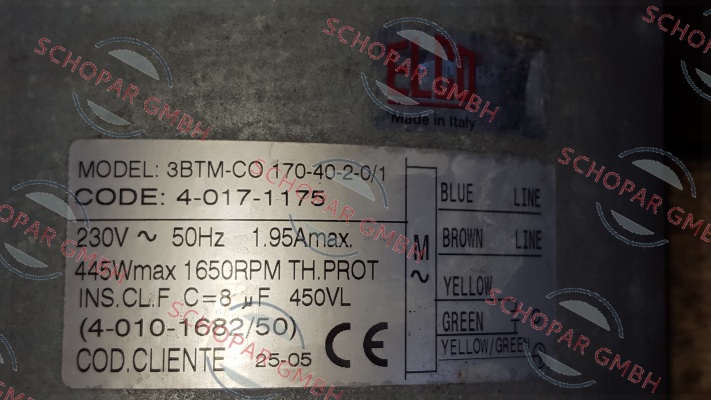 ELCO
Made in Italy
MODEL: 3BTM-CO 170-40-2-0/1
CODE: 4-017-1175
230V ~ 50Hz 1.95Amax.
445Wmax 1650RPM TH.PROT
INS.CL.F C=8 µF 450VL
(4-010-1682/50)
COD.CLIENTE 25-05 CE
M
~
BLUE LINE
BROWN LINE
YELLOW
GREEN
YELLOW/GREEN
SCHOPAR GMBH
SCHOPAR GMBH
SCHOPAR GMBH
SCHOPAR GMBH
SCHOPAR GMBH
SCHOPAR GMBH
SCHOPAR GMBH
SCHOPAR GMBH